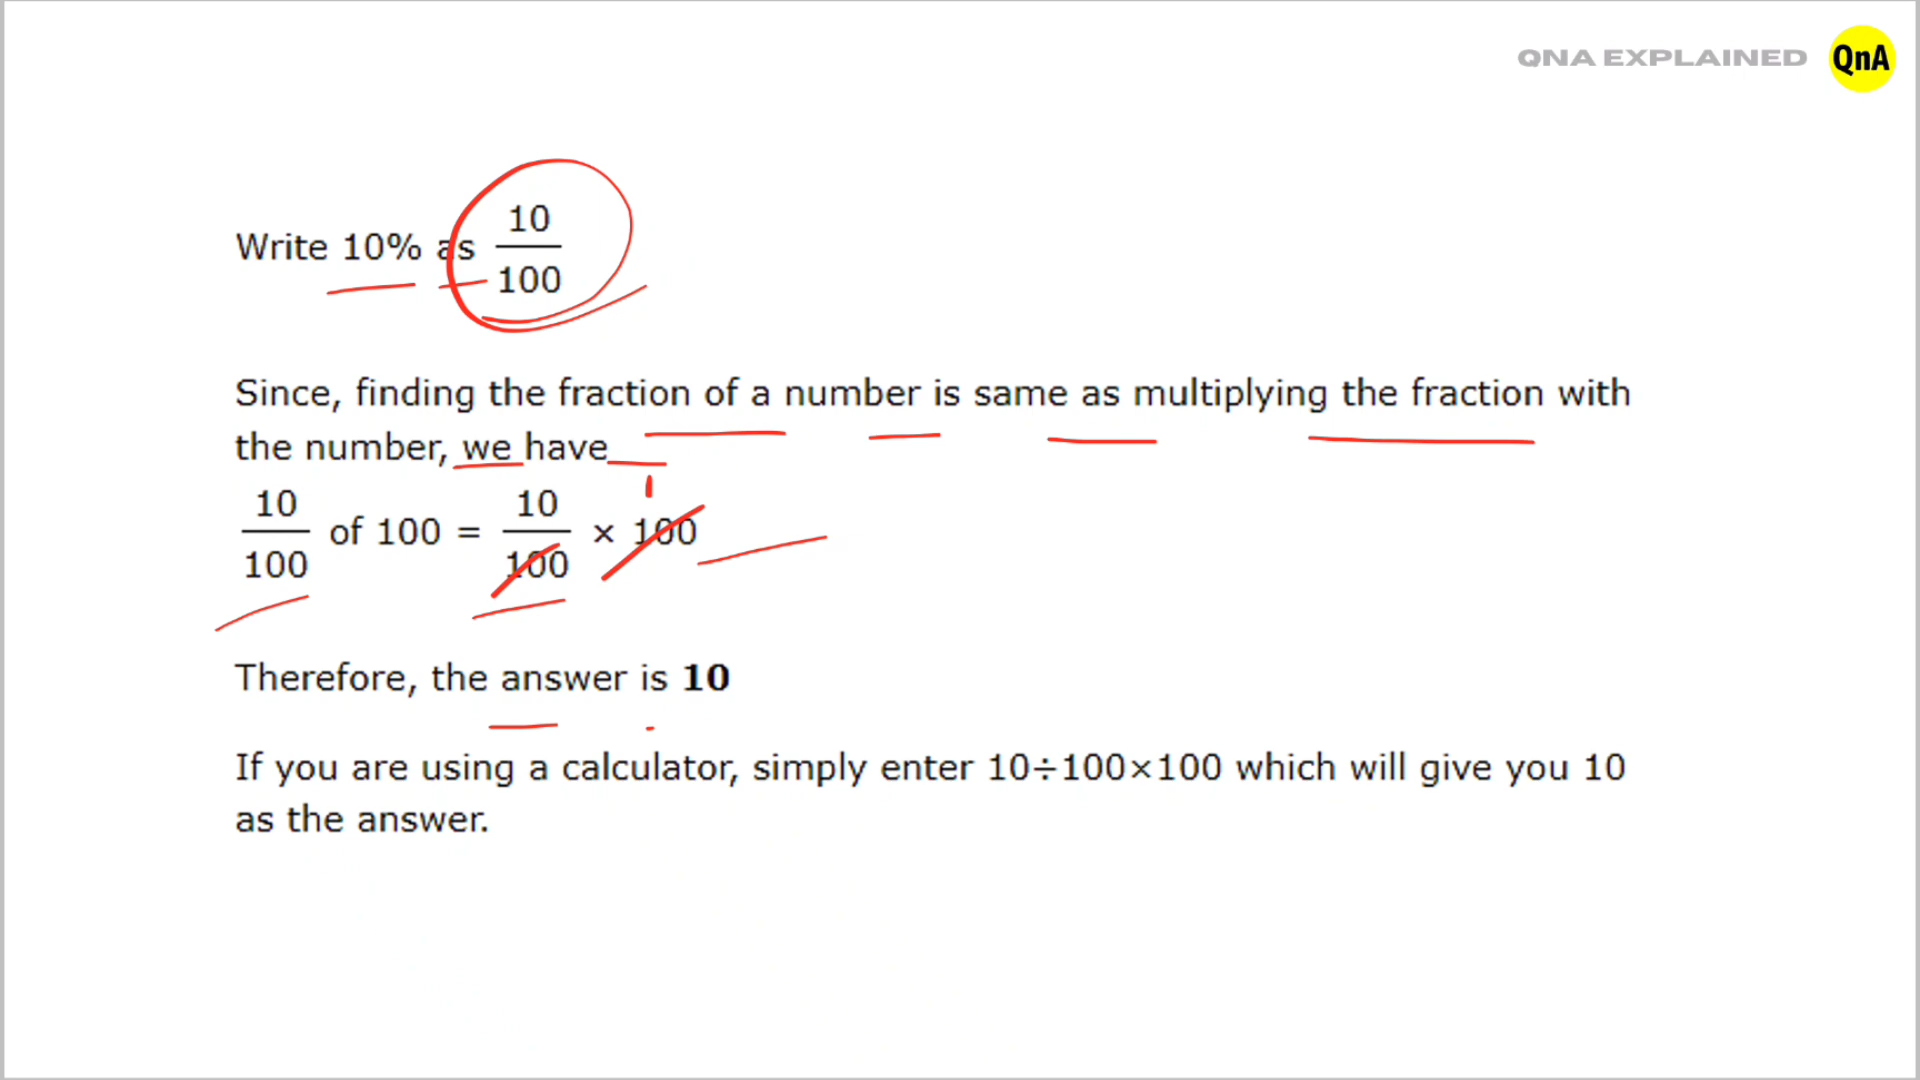 QNA EXPLAINED QnA
Write 10% as 10/100
Since, finding the fraction of a number is same as multiplying the fraction with
the number, we have
1
10/100 of 100 = 10/100 × 100
Therefore, the answer is 10
If you are using a calculator, simply enter 10÷100×100 which will give you 10
as the answer.